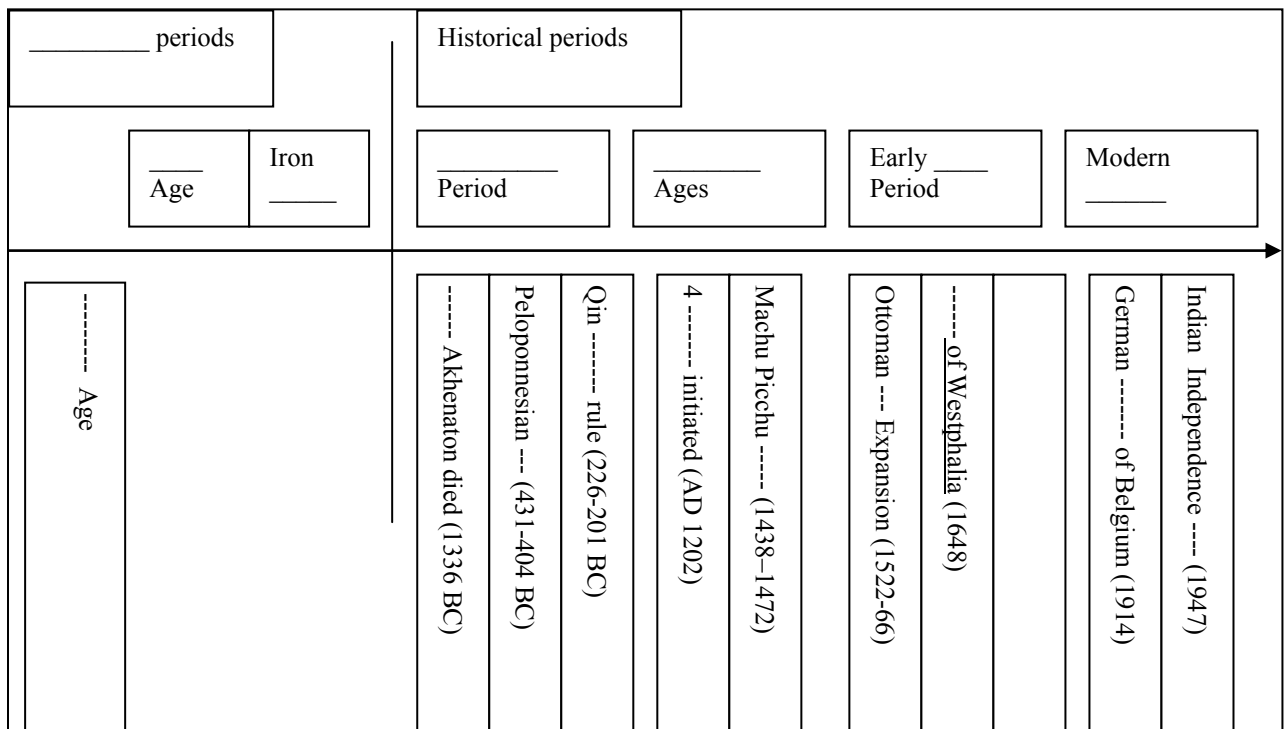 _________ periods
Historical periods
____
Age
Iron
_____
_________
Period
________
Ages
Early ____
Period
Modern
______
---------- Age
------ Akhenaton died (1336 BC)
Peloponnesian --- (431-404 BC)
Qin -------- rule (226-201 BC)
4 --------- initiated (AD 1202)
Machu Picchu ------ (1438–1472)
Ottoman --- Expansion (1522-66)
------- of Westphalia (1648)
German ------- of Belgium (1914)
Indian Independence ---- (1947)